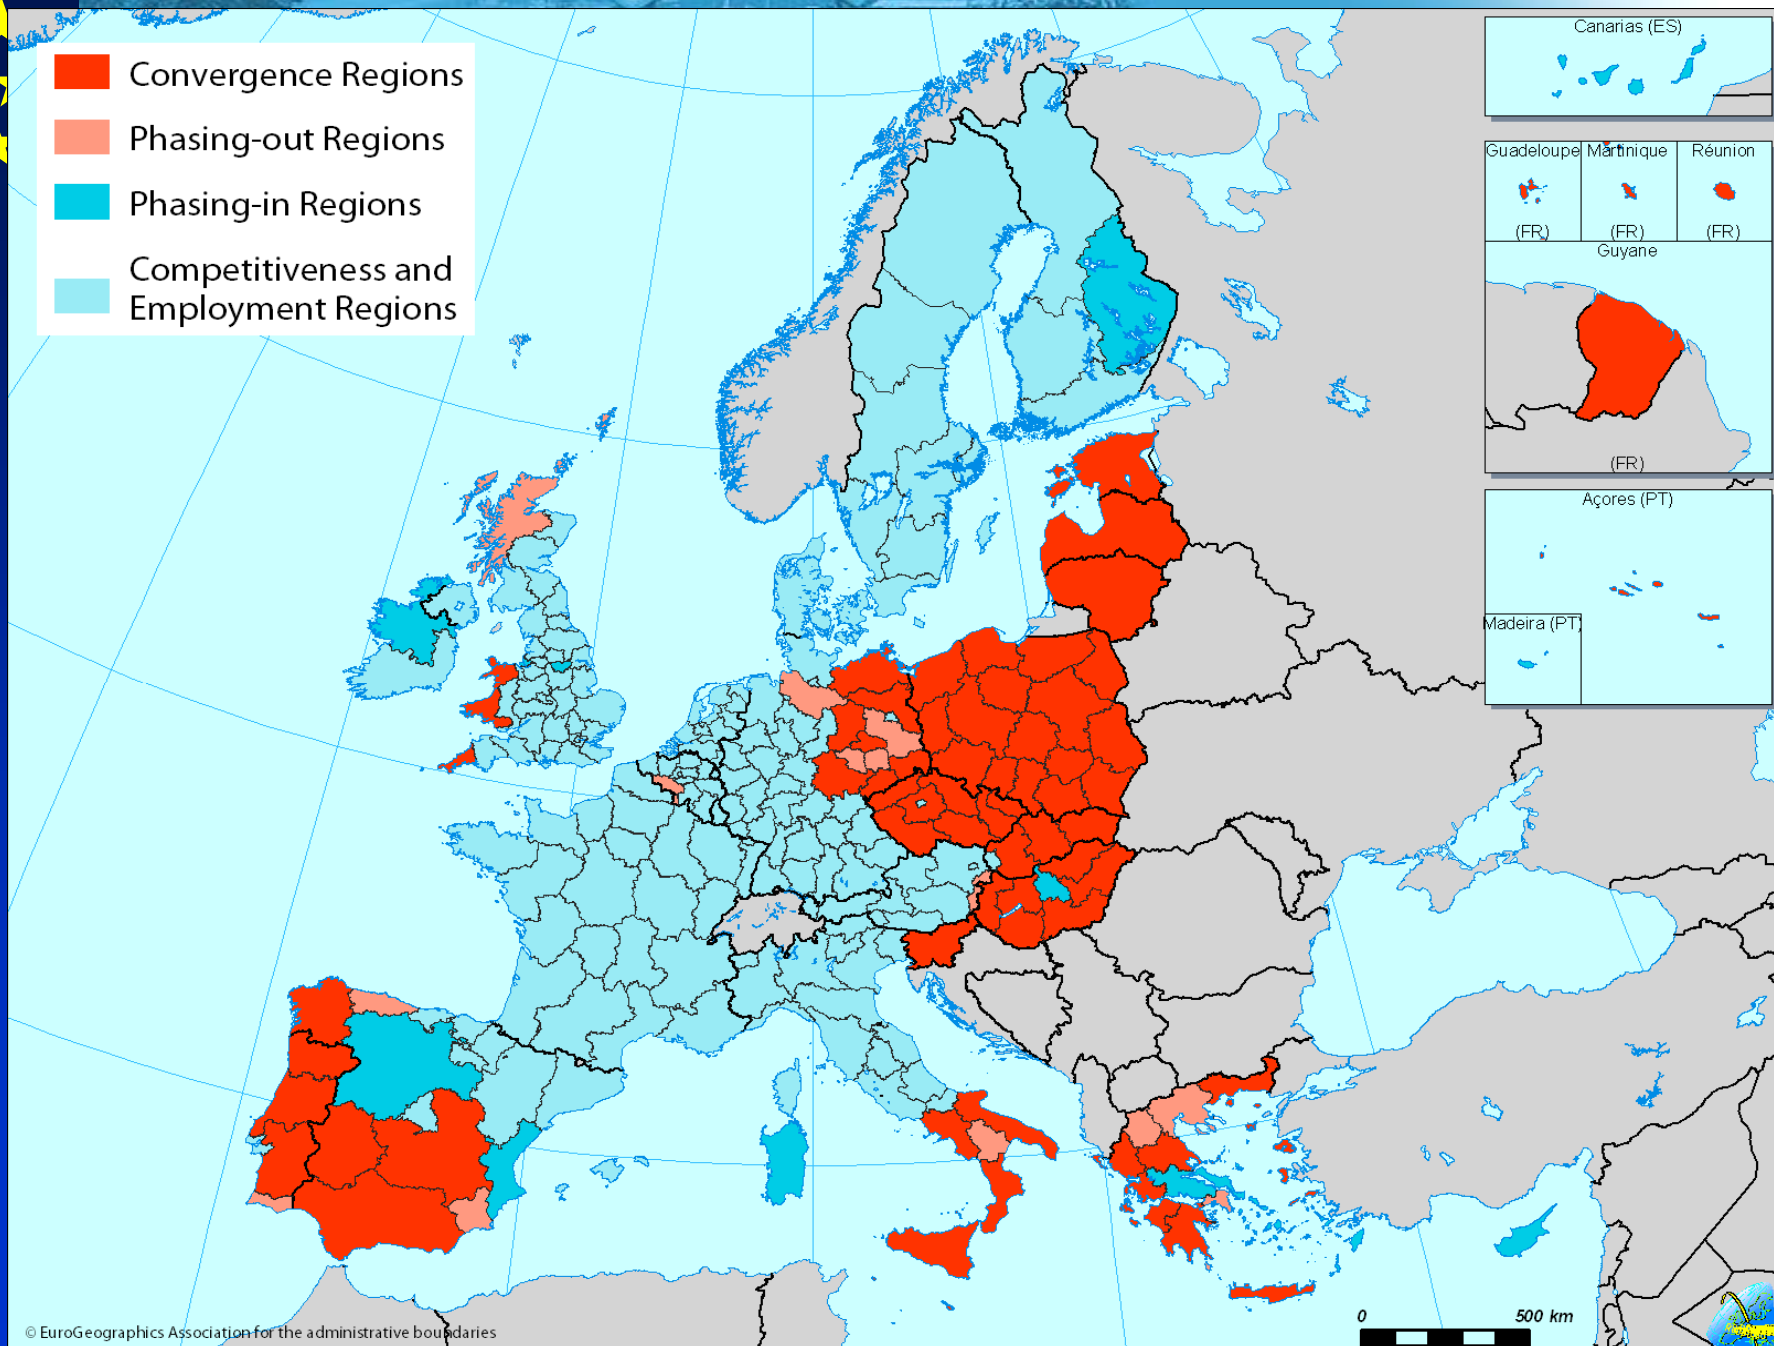 Convergence Regions
Phasing-out Regions
Phasing-in Regions
Competitiveness and
Employment Regions
Canarias (ES)
Guadeloupe
Martinique
Réunion
(FR)
(FR)
(FR)
Guyane
(FR)
Açores (PT)
Madeira (PT)
0
500 km
© EuroGeographics Association for the administrative boundaries